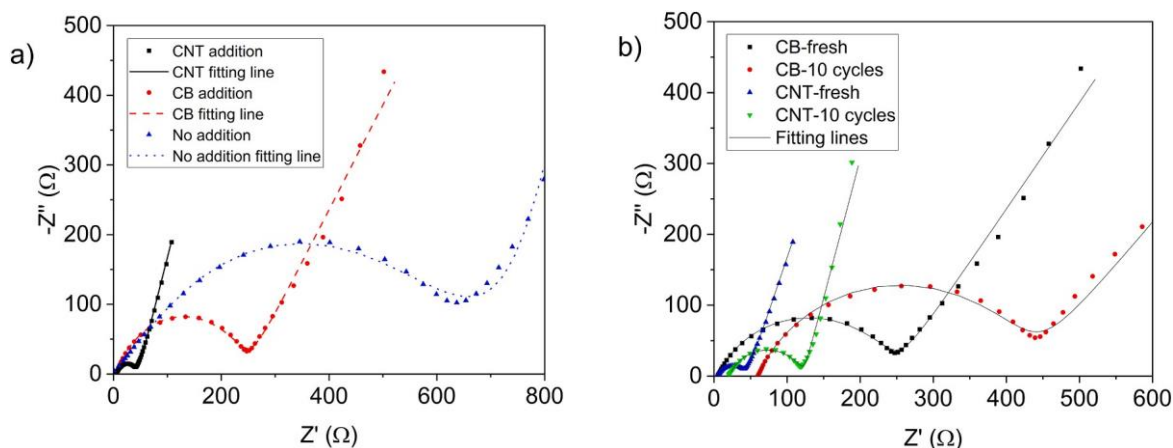 a)
CNT addition
CNT fitting line
CB addition
CB fitting line
No addition
No addition fitting line
500
400
300
200
100
0
-Z'' (Ω)
0 200 400 600 800
Z' (Ω)
b)
CB-fresh
CB-10 cycles
CNT-fresh
CNT-10 cycles
Fitting lines
500
400
300
200
100
0
-Z'' (Ω)
0 100 200 300 400 500 600
Z' (Ω)